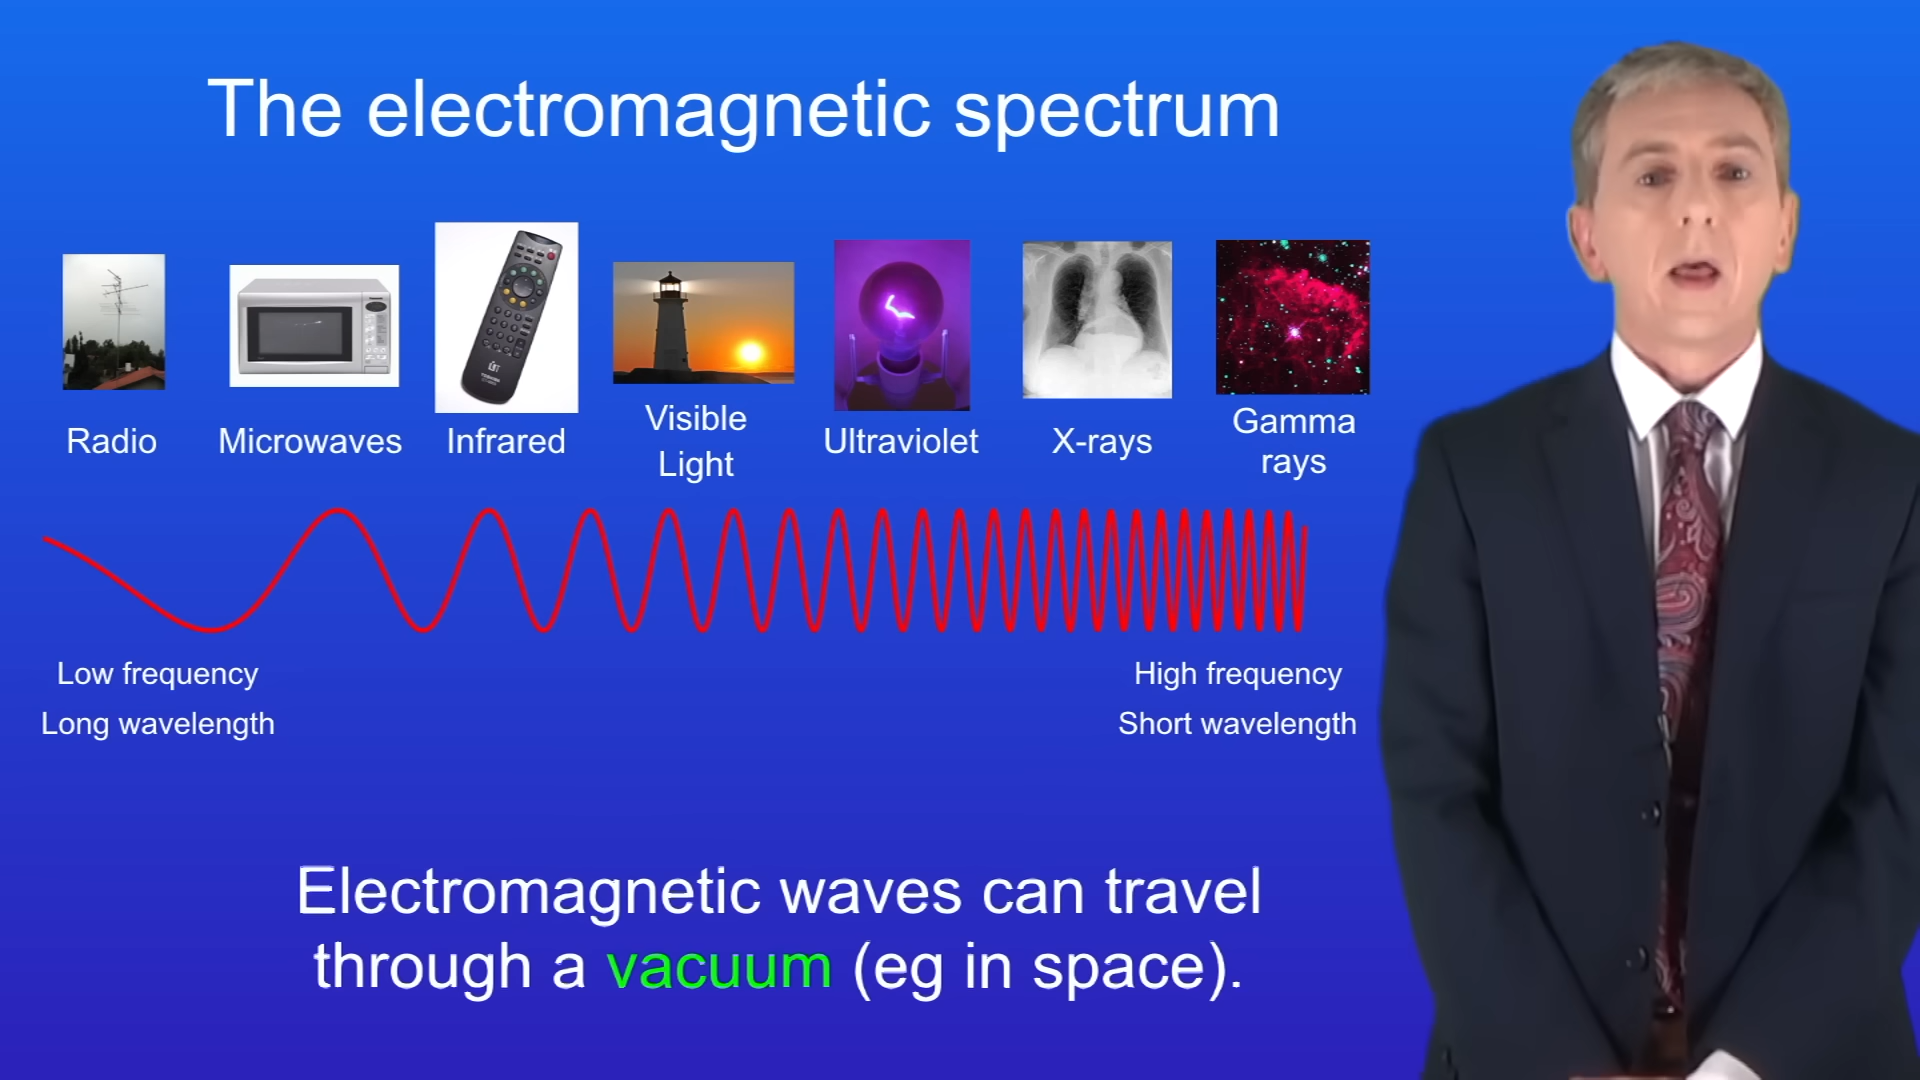 The electromagnetic spectrum
Radio
Microwaves
Infrared
Visible
Light
Ultraviolet
X-rays
Gamma
rays
Low frequency
Long wavelength
High frequency
Short wavelength
Electromagnetic waves can travel
through a vacuum (eg in space).